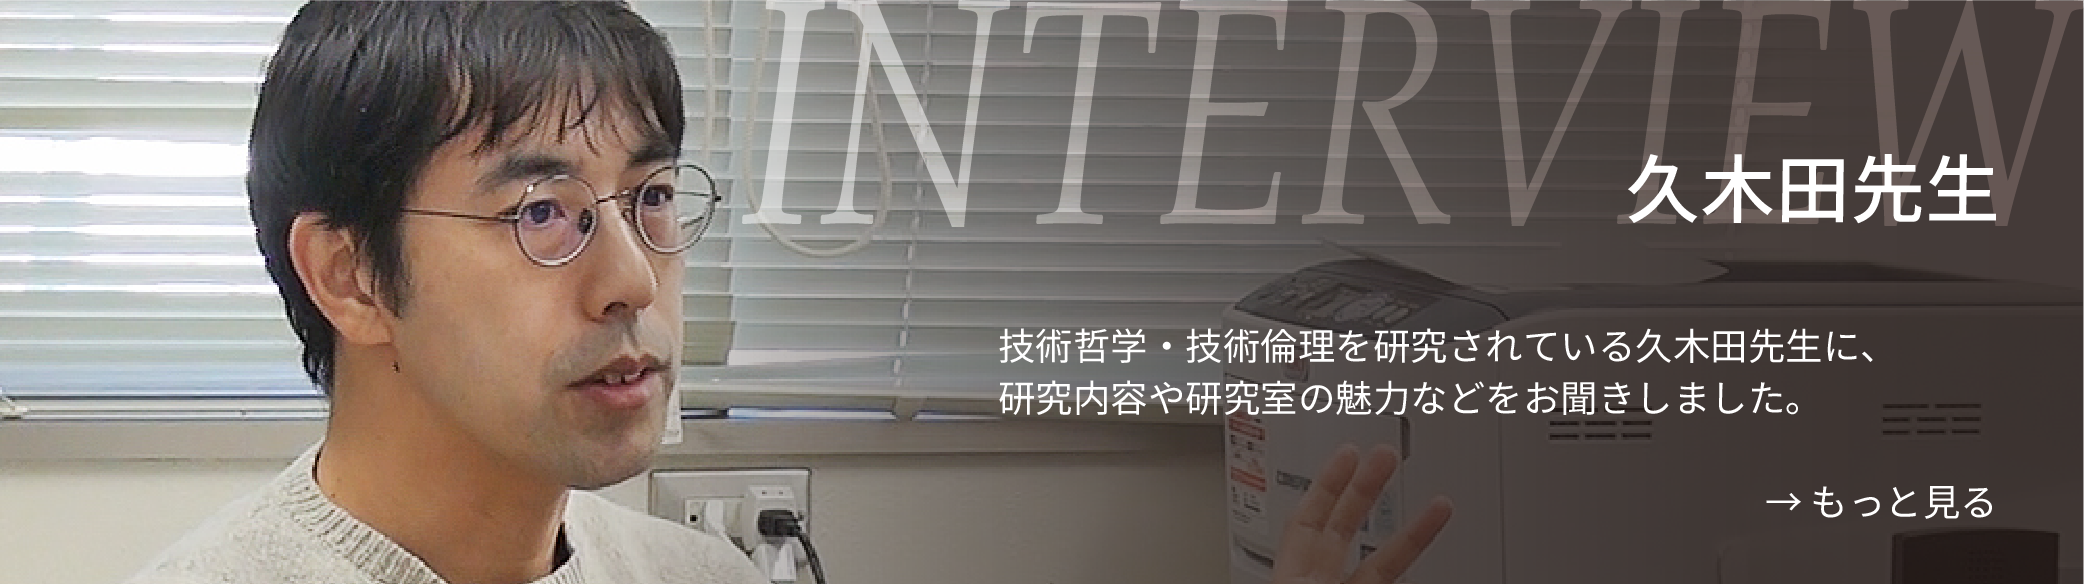 INTERVIEW
久木田先生
技術哲学・技術倫理を研究されている久木田先生に、
研究内容や研究室の魅力などをお聞きしました。
→ もっと見る